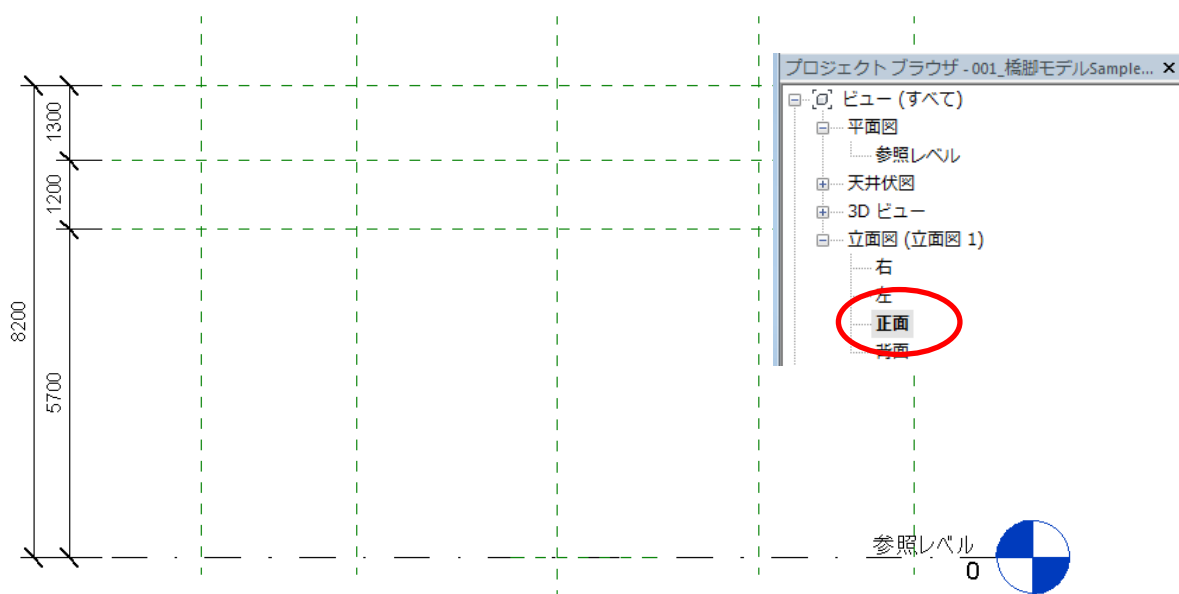 1300
1200
8200
5700
プロジェクト ブラウザ - 001_橋脚モデルSample...
ビュー (すべて)
平面図
参照レベル
天井伏図
3D ビュー
立面図 (立面図 1)
右
左
正面
背面
参照レベル
0